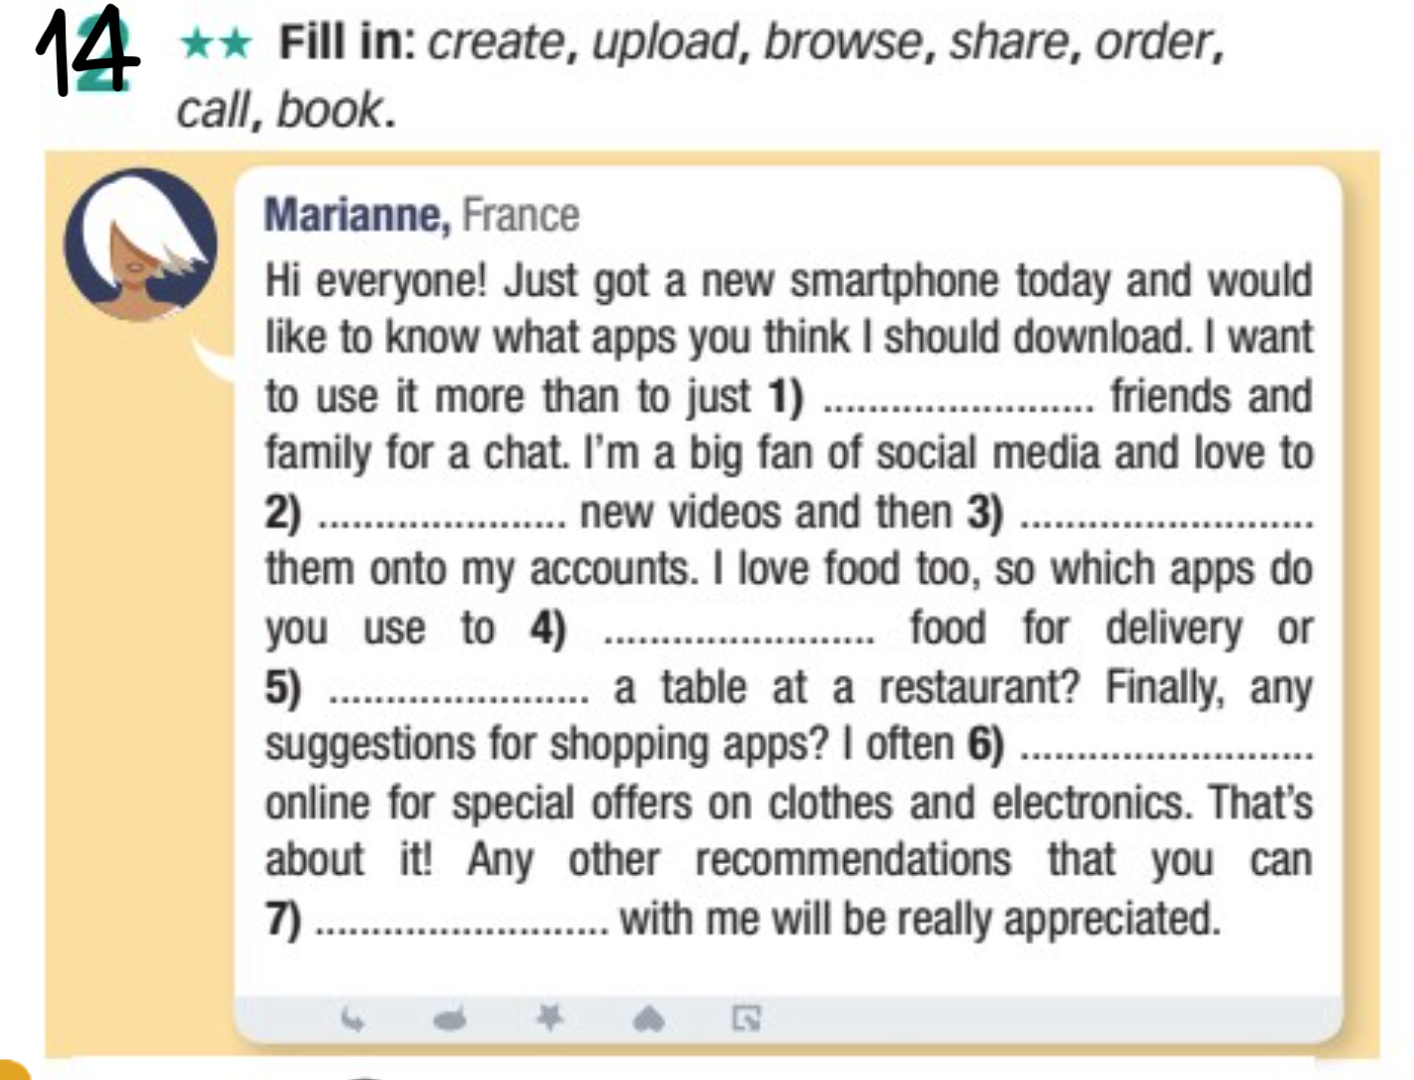 14 ★★ Fill in: create, upload, browse, share, order,
call, book.
Marianne, France
Hi everyone! Just got a new smartphone today and would
like to know what apps you think I should download. I want
to use it more than to just 1) ........................ friends and
family for a chat. I'm a big fan of social media and love to
2) ...................... new videos and then 3) ..........................
them onto my accounts. I love food too, so which apps do
you use to 4) ........................ food for delivery or
5) ....................... a table at a restaurant? Finally, any
suggestions for shopping apps? I often 6) ..........................
online for special offers on clothes and electronics. That's
about it! Any other recommendations that you can
7) .......................... with me will be really appreciated.